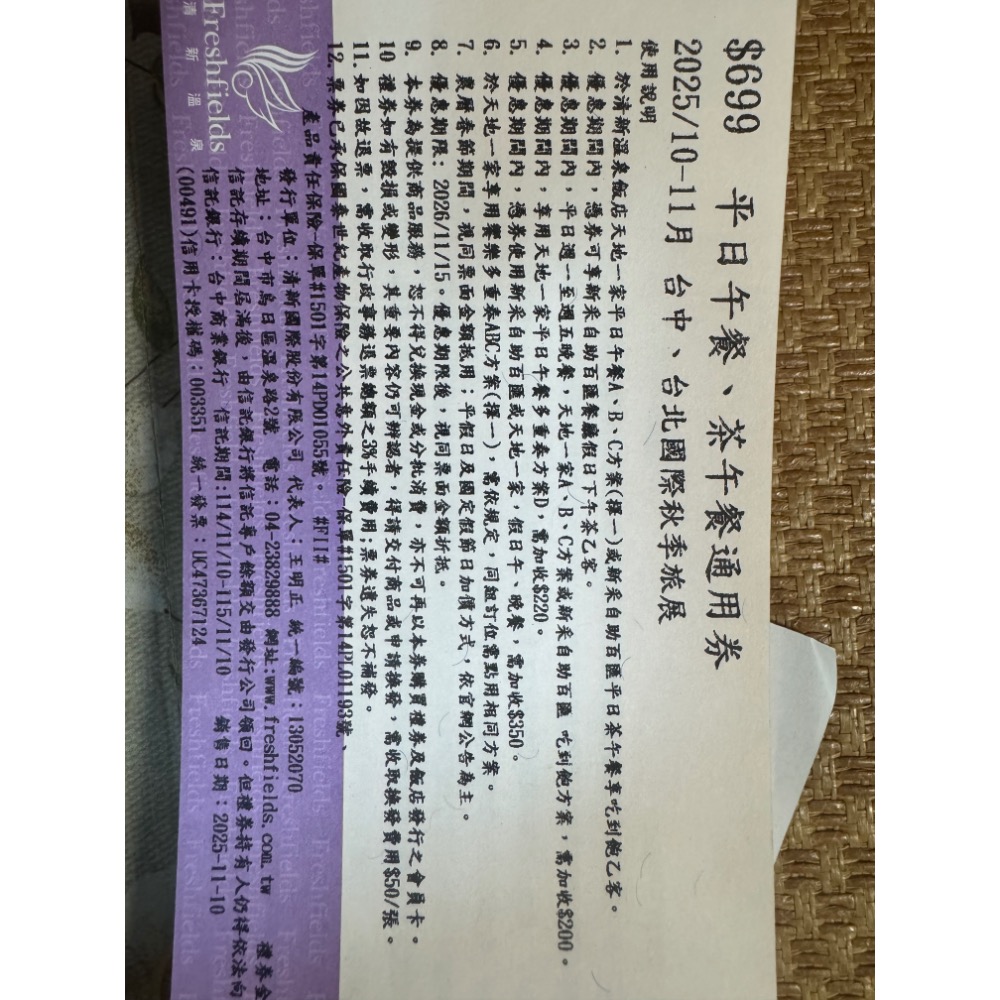 $699 平日午餐、茶午餐通用券
2025/10-11月 台中、台北國際秋季旅展
使用說明
1. 於清新溫泉飯店天地一家平日午餐A、B、C方案(擇一)或新采自助百匯平日茶午餐享吃到飽乙客。
2. 優惠期間內，憑券可享新采自助百匯餐廳假日下午茶乙客。
3. 優惠期間內，平日週一至週五晚餐，天地一家A、B、C方案或新采自助百匯 吃到飽方案，需加收$200。
4. 優惠期間內，享用天地一家平日午餐多重奏方案D，需加收$220。
5. 優惠期間內，憑券使用新采自助百匯或天地一家，假日午、晚餐，需加收$350。
6. 於天地一家享用饗樂多重奏ABC方案(擇一)，需依規定，同組訂位需點用相同方案。
7. 農曆春節期間，視同票面金額抵用；平假日及國定假節日加價方式，依官網公告為主。
8. 優惠期限：2026/11/15。優惠期限後，視同票面金額折抵。
9. 本券為提供商品服務，恕不得兌換現金或分批消費，亦不可再以本券購買禮券及飯店發行之會員卡。
10 禮券如有毀損或變形，其重要內容仍可辨認者，得請交付商品或申請換發，需收取換發費用$50/張。
11. 如因故退票，需收取行政事務退票總額之3%手續費用；票券遺失恕不補發。
12. 票券已承保國泰世紀產物保險之公共意外責任險-保單#1501字第14PL01193號、
產品責任保險-保單#1501字第14PD01055號。 #FII#
發行單位：清新國際股份有限公司 代表人：王明正 統一編號：13052070
地址：台中市烏日區溫泉路2號 電話：04-23829888 網址:www.freshfields.com.tw 禮券金
信託存續期間屆滿後，由信託銀行將信託專戶餘額交由發行公司領回。但禮券持有人仍得依法向
信託銀行：台中商業銀行 信託期間:114/11/10-115/11/10 銷售日期：2025-11-10
(00491)信用卡授權碼：003351 統一發票：UC47367124
Freshfields
清新溫泉